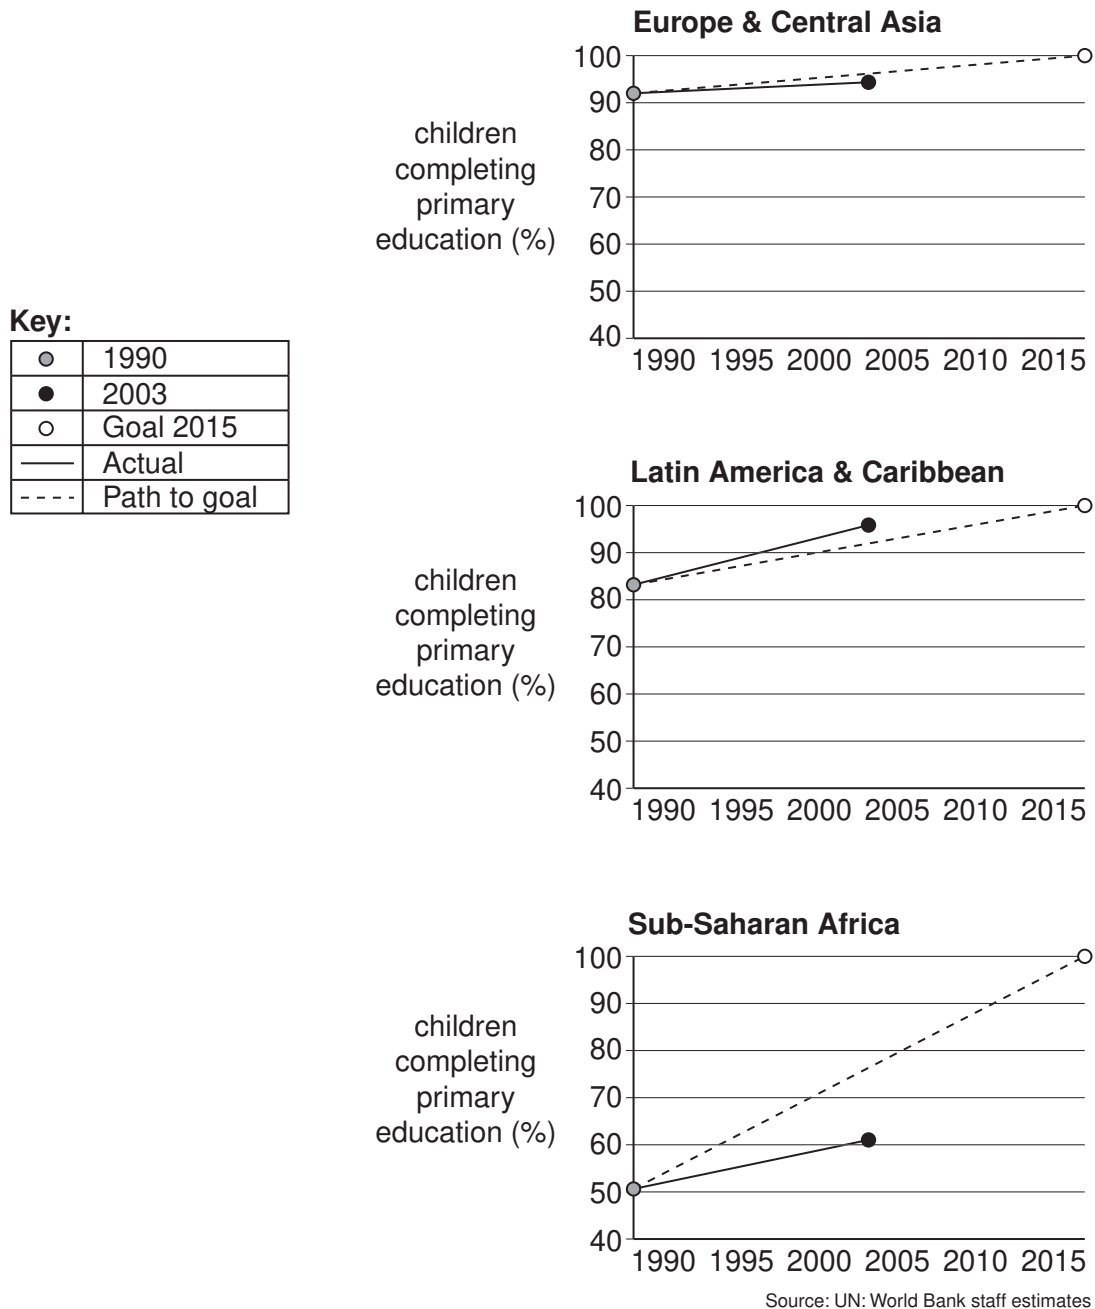 Europe & Central Asia
100
90
80
70
60
50
40
children
completing
primary
education (%)
1990 1995 2000 2005 2010 2015
Key:
1990
2003
Goal 2015
Actual
Path to goal
Latin America & Caribbean
100
90
80
70
60
50
40
children
completing
primary
education (%)
1990 1995 2000 2005 2010 2015
Sub-Saharan Africa
100
90
80
70
60
50
40
children
completing
primary
education (%)
1990 1995 2000 2005 2010 2015
Source: UN: World Bank staff estimates